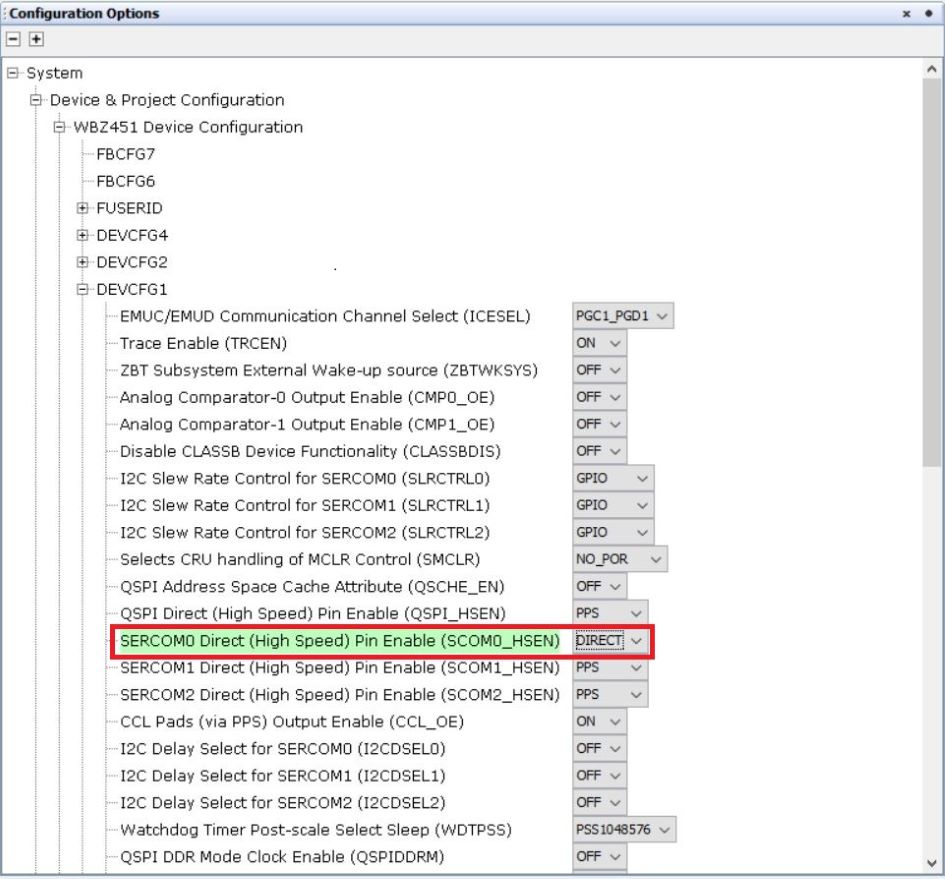 Configuration Options
System
Device & Project Configuration
WBZ451 Device Configuration
FBCFG7
FBCFG6
FUSERID
DEVCFG4
DEVCFG2
DEVCFG1
EMUC/EMUD Communication Channel Select (ICESEL) PGC1_PGD1
Trace Enable (TRCEN) ON
ZBT Subsystem External Wake-up source (ZBTWKSYS) OFF
Analog Comparator-0 Output Enable (CMP0_OE) OFF
Analog Comparator-1 Output Enable (CMP1_OE) OFF
Disable CLASSB Device Functionality (CLASSBDIS) OFF
I2C Slew Rate Control for SERCOM0 (SLRCTRL0) GPIO
I2C Slew Rate Control for SERCOM1 (SLRCTRL1) GPIO
I2C Slew Rate Control for SERCOM2 (SLRCTRL2) GPIO
Selects CRU handling of MCLR Control (SMCLR) NO_POR
QSPI Address Space Cache Attribute (QSCHE_EN) OFF
QSPI Direct (High Speed) Pin Enable (QSPI_HSEN) PPS
SERCOM0 Direct (High Speed) Pin Enable (SCOM0_HSEN) DIRECT
SERCOM1 Direct (High Speed) Pin Enable (SCOM1_HSEN) PPS
SERCOM2 Direct (High Speed) Pin Enable (SCOM2_HSEN) PPS
CCL Pads (via PPS) Output Enable (CCL_OE) ON
I2C Delay Select for SERCOM0 (I2CDSEL0) OFF
I2C Delay Select for SERCOM1 (I2CDSEL1) OFF
I2C Delay Select for SERCOM2 (I2CDSEL2) OFF
Watchdog Timer Post-scale Select Sleep (WDTPSS) PSS1048576
QSPI DDR Mode Clock Enable (QSPIDDRM) OFF